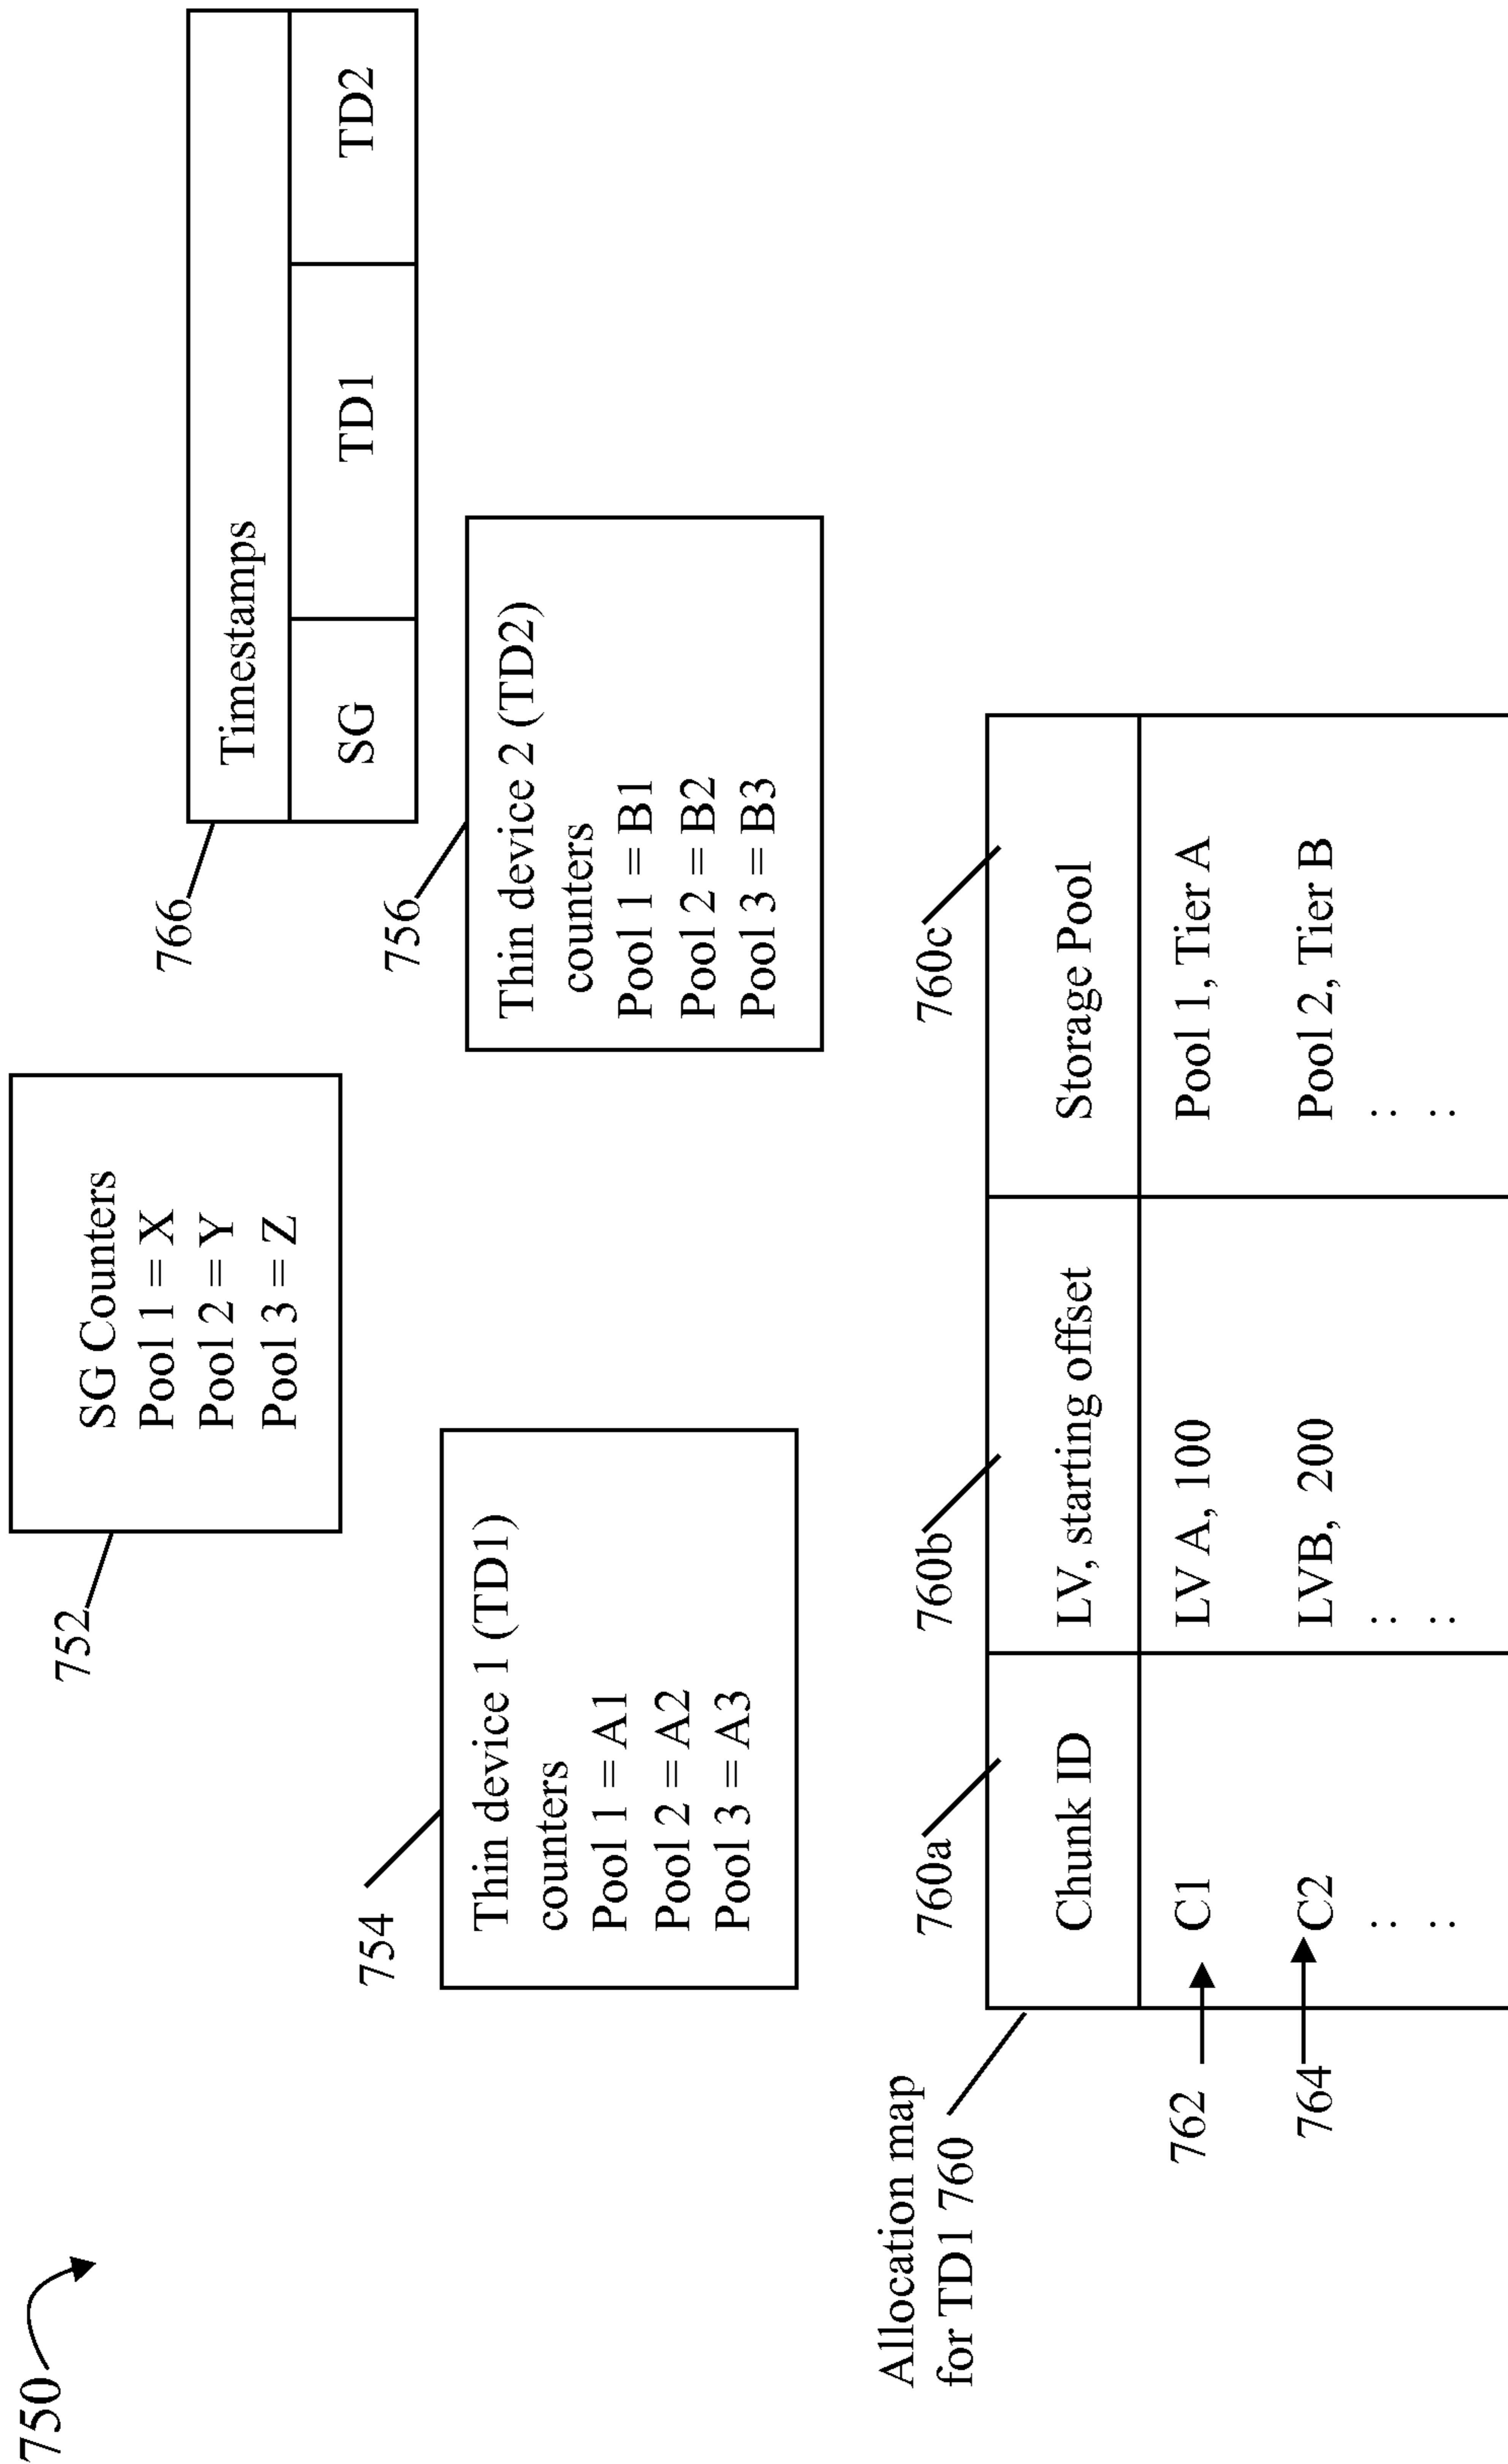 750
752
SG Counters
Pool 1 = X
Pool 2 = Y
Pool 3 = Z
766
Timestamps
SG
TD1
TD2
754
Thin device 1 (TD1)
counters
Pool 1 = A1
Pool 2 = A2
Pool 3 = A3
756
Thin device 2 (TD2)
counters
Pool 1 = B1
Pool 2 = B2
Pool 3 = B3
Allocation map
for TD1 760
760a
760b
760c
Chunk ID
LV, starting offset
Storage Pool
762
C1
LV A, 100
Pool 1, Tier A
764
C2
LVB, 200
Pool 2, Tier B
: : :
: : :